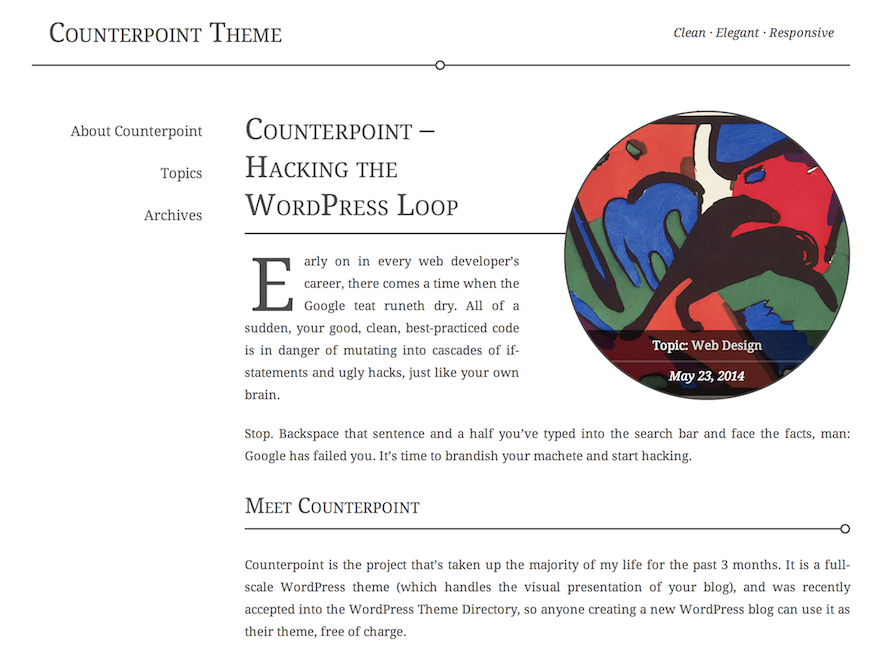 Counterpoint Theme
Clean · Elegant · Responsive
About Counterpoint
Topics
Archives
Counterpoint –
Hacking the
WordPress Loop
Early on in every web developer’s
career, there comes a time when the
Google teat runeth dry. All of a
sudden, your good, clean, best-practiced code
is in danger of mutating into cascades of if-
statements and ugly hacks, just like your own
brain.
Topic: Web Design
May 23, 2014
Stop. Backspace that sentence and a half you’ve typed into the search bar and face the facts, man:
Google has failed you. It’s time to brandish your machete and start hacking.
Meet Counterpoint
Counterpoint is the project that’s taken up the majority of my life for the past 3 months. It is a full-
scale WordPress theme (which handles the visual presentation of your blog), and was recently
accepted into the WordPress Theme Directory, so anyone creating a new WordPress blog can use it as
their theme, free of charge.